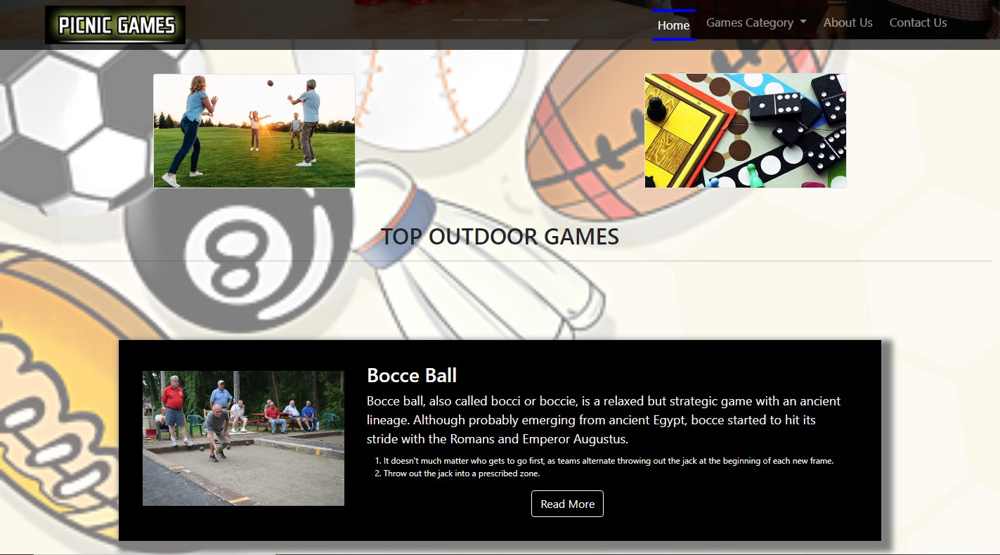 PICNIC GAMES
Home
Games Category
About Us
Contact Us
TOP OUTDOOR GAMES
Bocce Ball
Bocce ball, also called bocci or boccie, is a relaxed but strategic game with an ancient
lineage. Although probably emerging from ancient Egypt, bocce started to hit its
stride with the Romans and Emperor Augustus.
1. It doesn't much matter who gets to go first, as teams alternate throwing out the jack at the beginning of each new frame.
2. Throw out the jack into a prescribed zone.
Read More